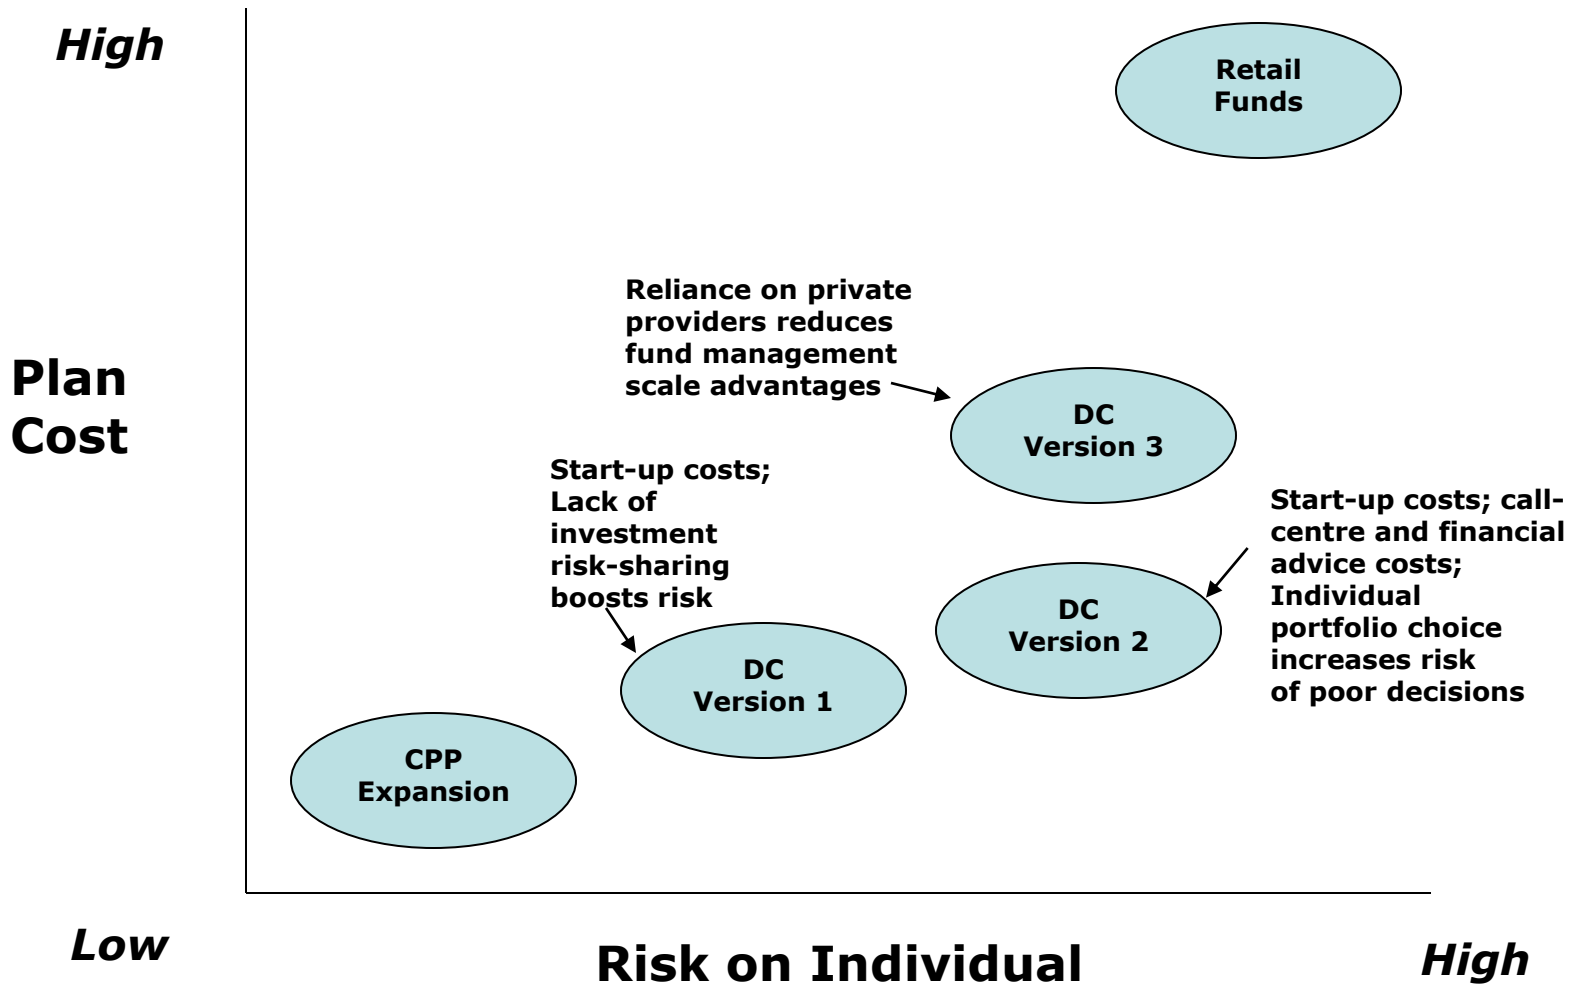 High
Retail
Funds
Reliance on private
providers reduces
fund management
scale advantages
Plan
Cost
DC
Version 3
Start-up costs;
Lack of
investment
risk-sharing
boosts risk
Start-up costs; call-
centre and financial
advice costs;
Individual
portfolio choice
increases risk
of poor decisions
DC
Version 2
DC
Version 1
CPP
Expansion
Low
Risk on Individual
High